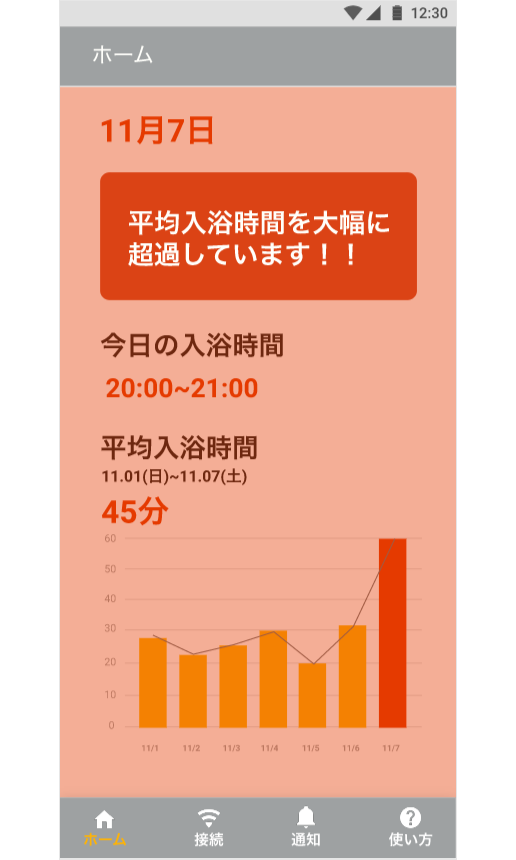 12:30
ホーム
11月7日
平均入浴時間を大幅に
超過しています！！
今日の入浴時間
20:00~21:00
平均入浴時間
11.01(日)~11.07(土)
45分
60
50
40
30
20
10
0
11/1 11/2 11/3 11/4 11/5 11/6 11/7
ホーム 接続 通知 使い方